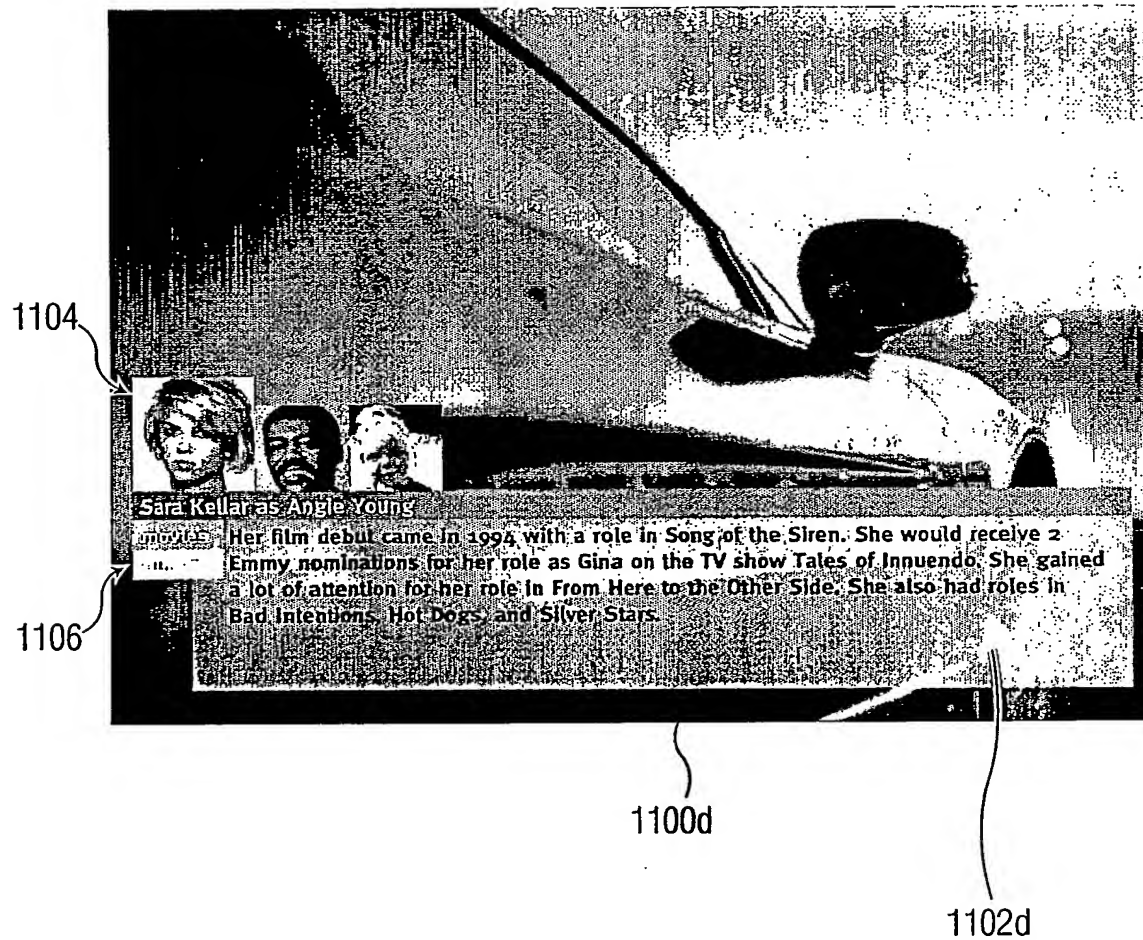 1104
Sara Kellar as Angie Young
movies
Her film debut came in 1994 with a role in Song of the Siren. She would receive 2
Emmy nominations for her role as Gina on the TV show Tales of Innuendo. She gained
a lot of attention for her role in From Here to the Other Side. She also had roles in
Bad Intentions, Hot Dogs, and Silver Stars.
1106
1100d
1102d